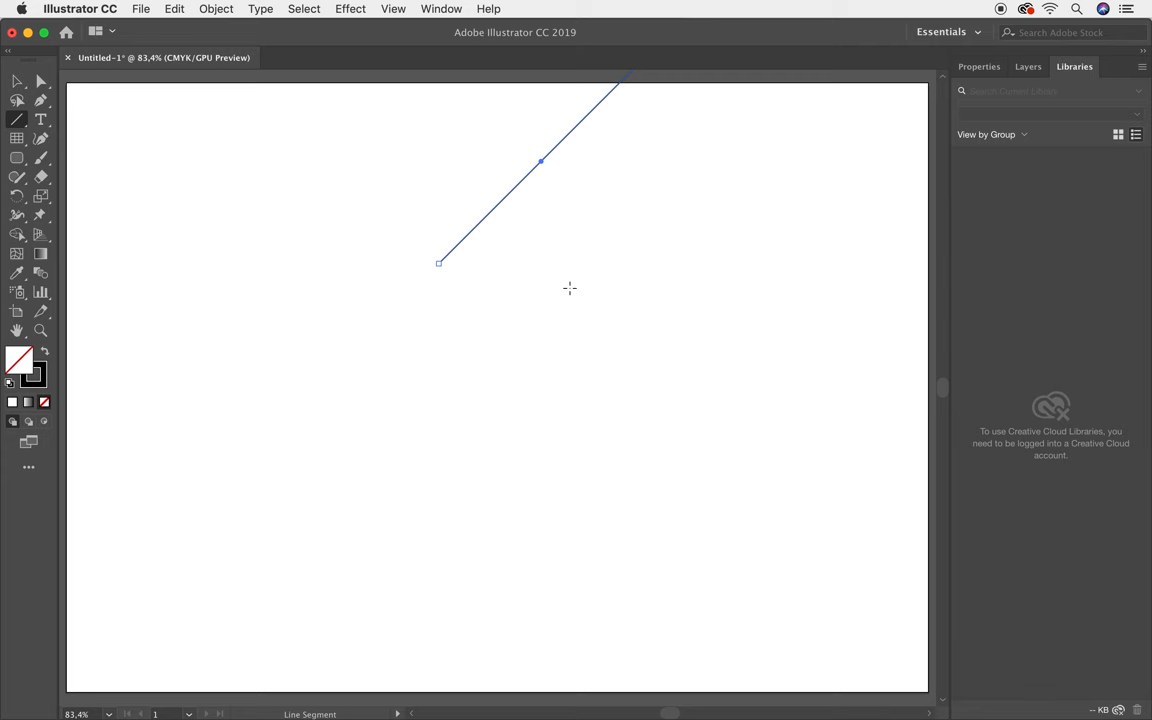 Illustrator CC File Edit Object Type Select Effect View Window Help
Adobe Illustrator CC 2019
Essentials
Search Adobe Stock
× Untitled-1* @ 83,4% (CMYK/GPU Preview)
Properties Layers Libraries
Search Current Library
View by Group
To use Creative Cloud Libraries, you
need to be logged into a Creative Cloud
account.
83,4% 1 Line Segment
-- KB